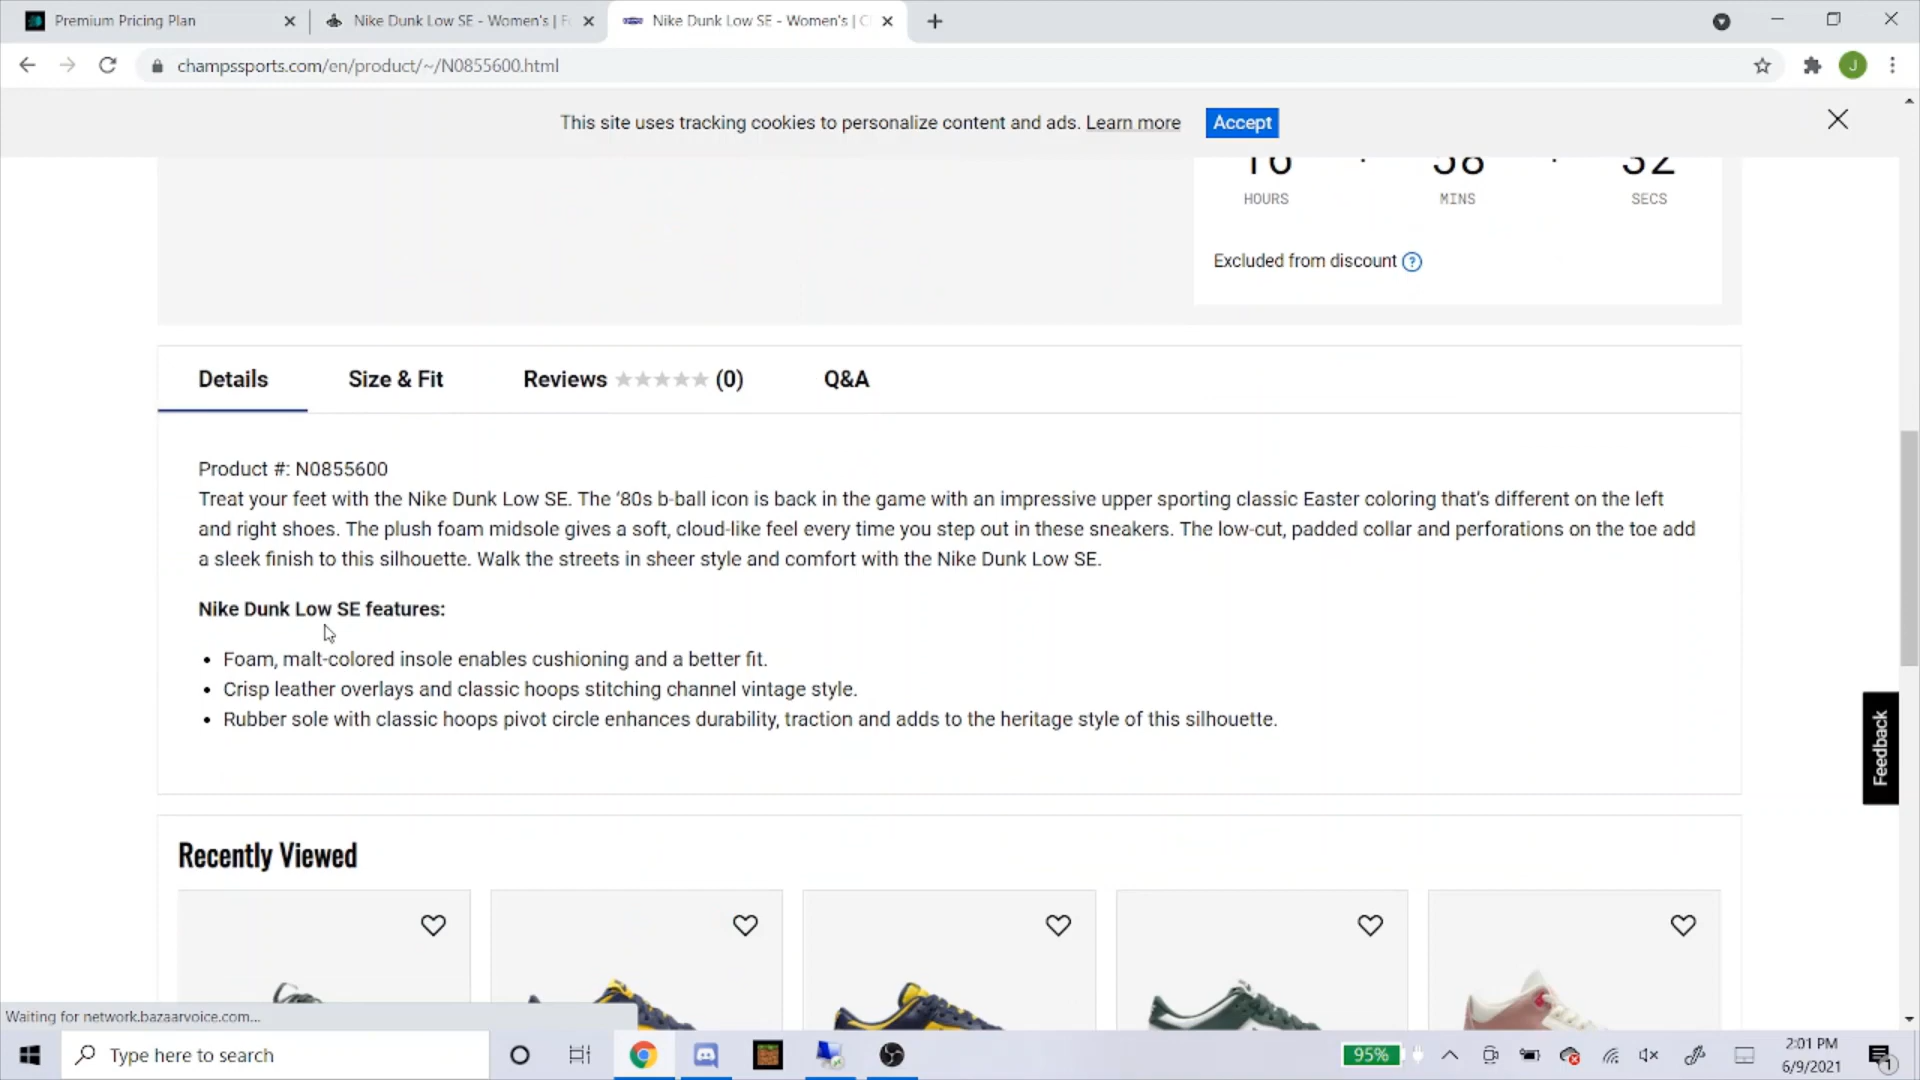 Premium Pricing Plan
Nike Dunk Low SE - Women's | F
Nike Dunk Low SE - Women's | C
champssports.com/en/product/~/N0855600.html
J
This site uses tracking cookies to personalize content and ads. Learn more
Accept
16 : 58 : 32
HOURS MINS SECS
Excluded from discount ?
Details
Size & Fit
Reviews (0)
Q&A
Product #: N0855600
Treat your feet with the Nike Dunk Low SE. The '80s b-ball icon is back in the game with an impressive upper sporting classic Easter coloring that's different on the left
and right shoes. The plush foam midsole gives a soft, cloud-like feel every time you step out in these sneakers. The low-cut, padded collar and perforations on the toe add
a sleek finish to this silhouette. Walk the streets in sheer style and comfort with the Nike Dunk Low SE.
Nike Dunk Low SE features:
• Foam, malt-colored insole enables cushioning and a better fit.
• Crisp leather overlays and classic hoops stitching channel vintage style.
• Rubber sole with classic hoops pivot circle enhances durability, traction and adds to the heritage style of this silhouette.
Feedback
Recently Viewed
Waiting for network.bazaarvoice.com...
Type here to search
95%
2:01 PM
6/9/2021
1